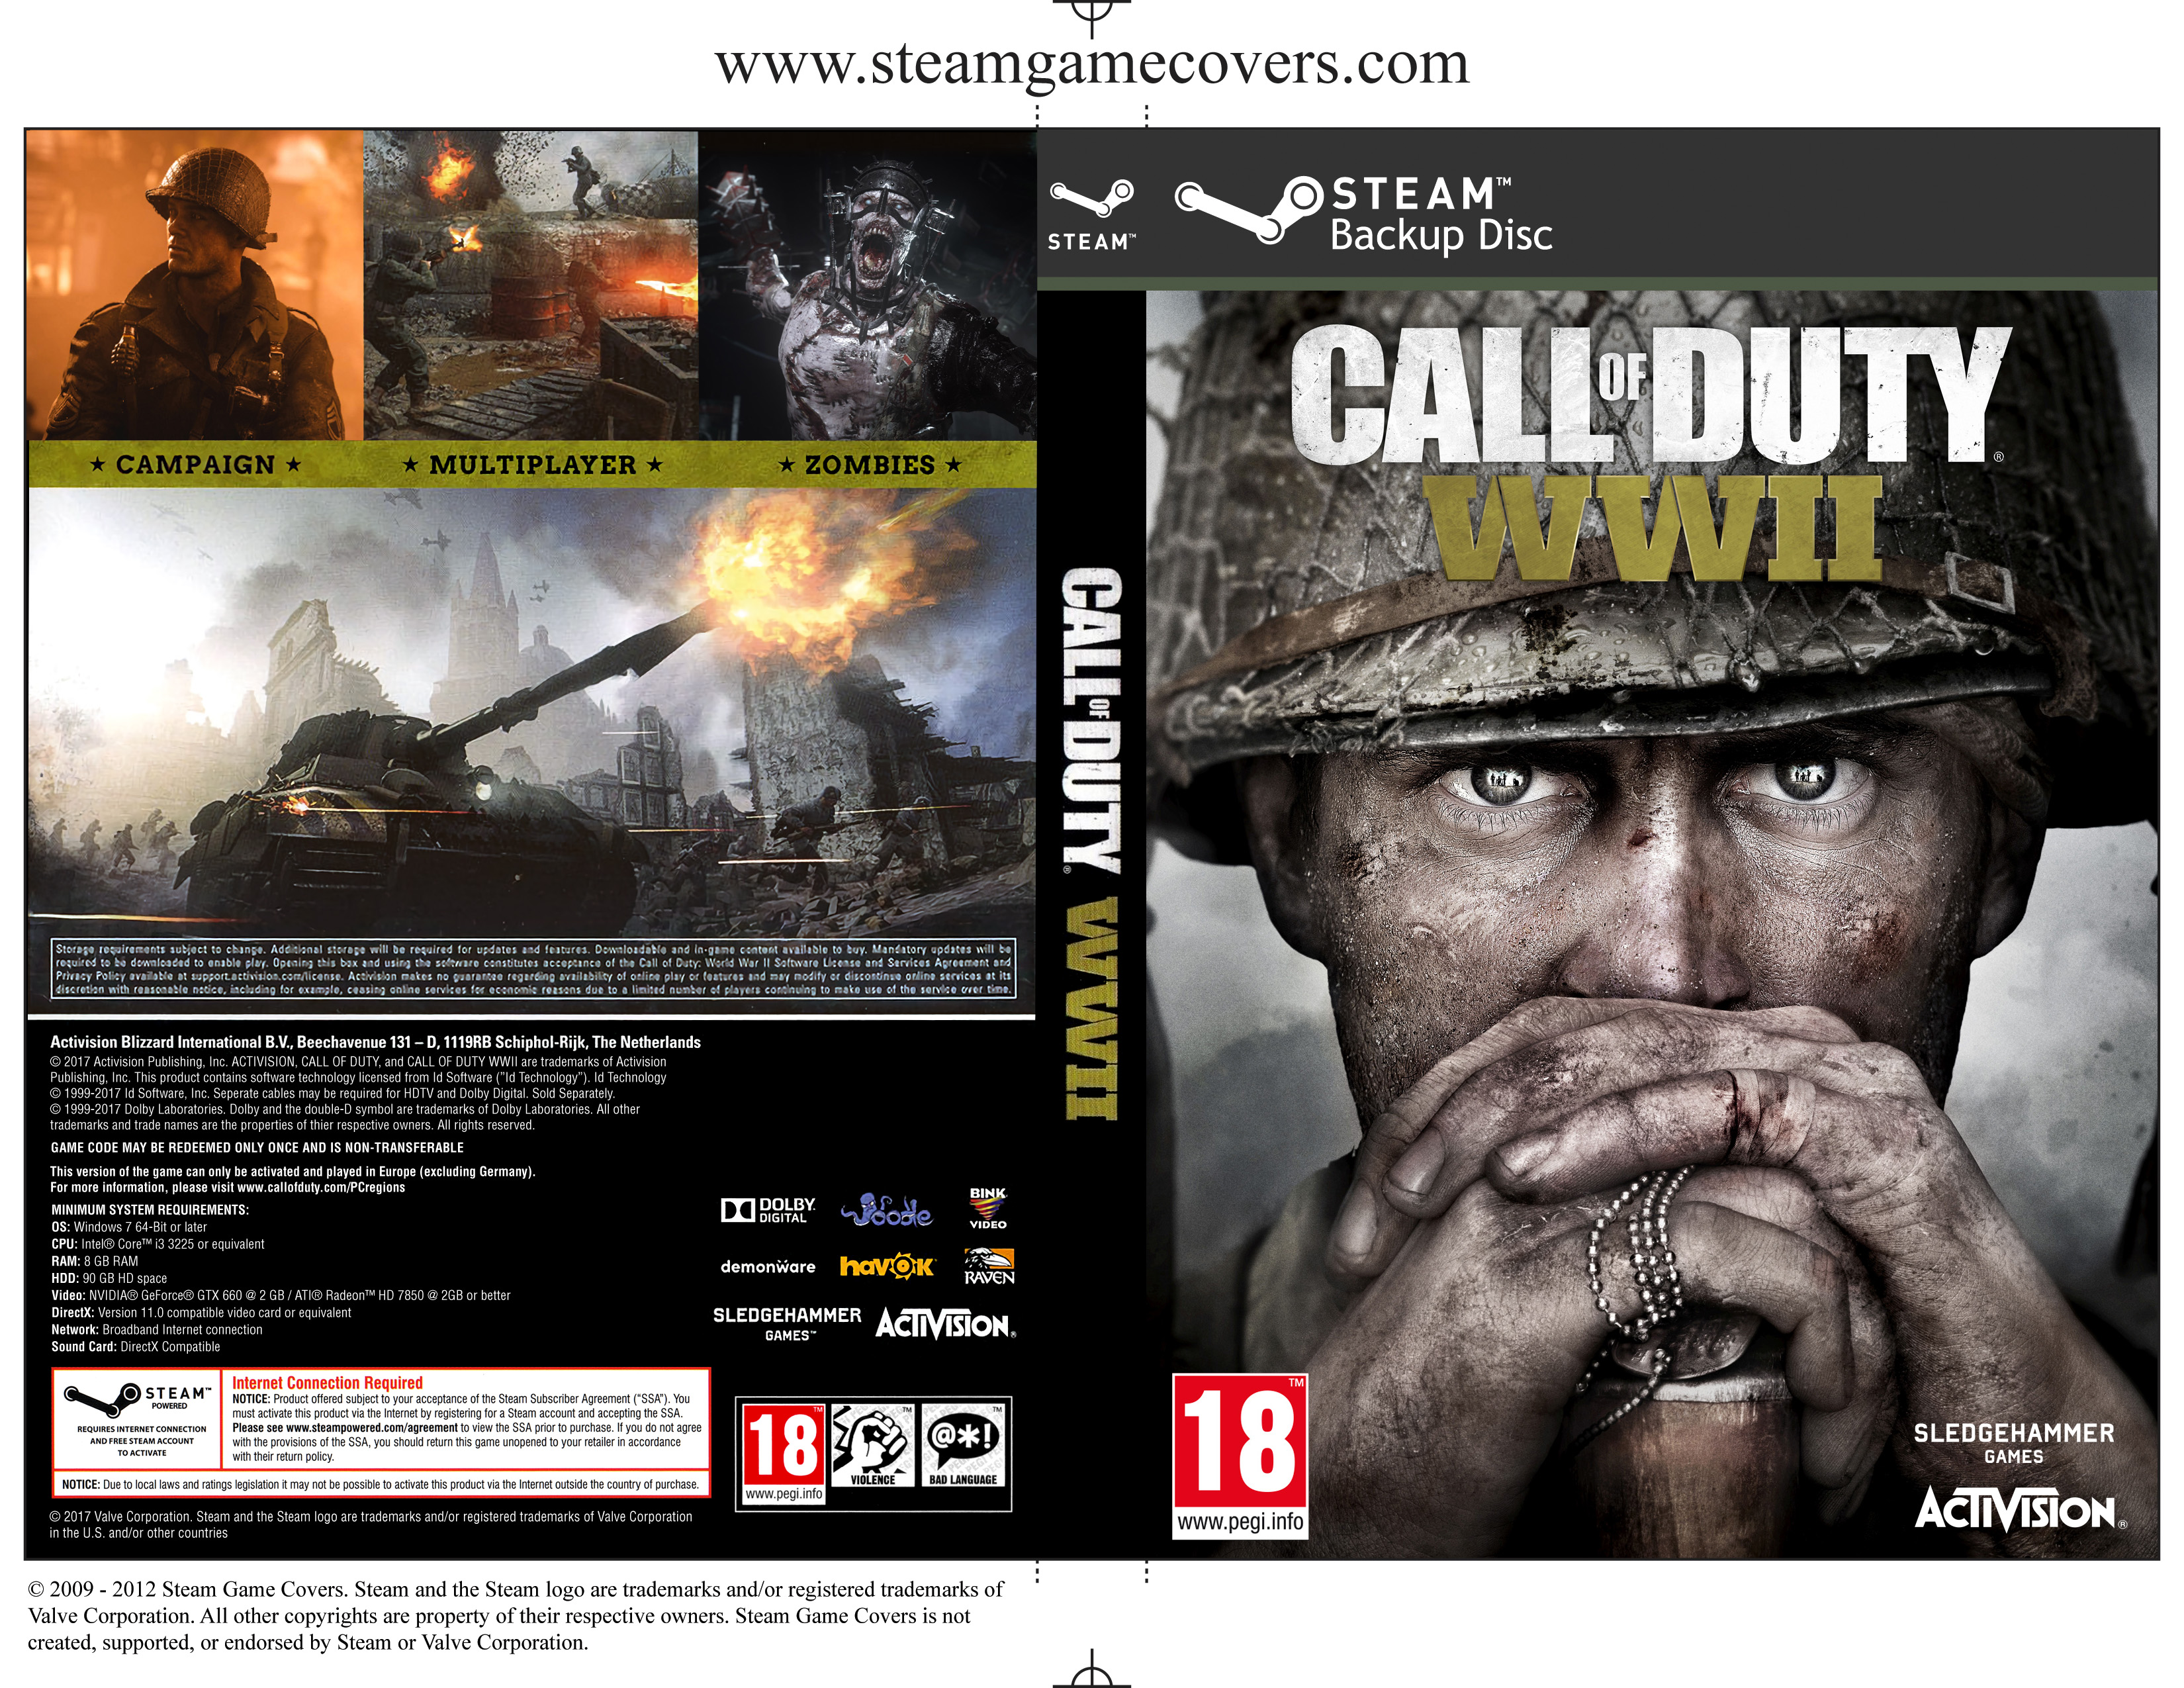 www.steamgamecovers.com
★ CAMPAIGN ★
★ MULTIPLAYER ★
★ ZOMBIES ★
Storage requirements subject to change. Additional storage will be required for updates and features. Downloadable and in-game content available to buy. Mandatory updates will be
required to be downloaded to enable play. Opening this box and using the software constitutes acceptance of the Call of Duty: World War II Software License and Services Agreement and
Privacy Policy available at support.activision.com/license. Activision makes no guarantee regarding availability of online play or features and may modify or discontinue online services at its
discretion with reasonable notice, including for example, ceasing online services for economic reasons due to a limited number of players continuing to make use of the service over time.
Activision Blizzard International B.V., Beechavenue 131 – D, 1119RB Schiphol-Rijk, The Netherlands
© 2017 Activision Publishing, Inc. ACTIVISION, CALL OF DUTY, and CALL OF DUTY WWII are trademarks of Activision
Publishing, Inc. This product contains software technology licensed from Id Software ("Id Technology"). Id Technology
© 1999-2017 Id Software, Inc. Seperate cables may be required for HDTV and Dolby Digital. Sold Separately.
© 1999-2017 Dolby Laboratories. Dolby and the double-D symbol are trademarks of Dolby Laboratories. All other
trademarks and trade names are the properties of thier respective owners. All rights reserved.
GAME CODE MAY BE REDEEMED ONLY ONCE AND IS NON-TRANSFERABLE
This version of the game can only be activated and played in Europe (excluding Germany).
For more information, please visit www.callofduty.com/PCregions
MINIMUM SYSTEM REQUIREMENTS:
OS: Windows 7 64-Bit or later
CPU: Intel® Core™ i3 3225 or equivalent
RAM: 8 GB RAM
HDD: 90 GB HD space
Video: NVIDIA® GeForce® GTX 660 @ 2 GB / ATI® Radeon™ HD 7850 @ 2GB or better
DirectX: Version 11.0 compatible video card or equivalent
Network: Broadband Internet connection
Sound Card: DirectX Compatible
DOLBY.
DIGITAL
oodle
BINK
VIDEO
demonware
havok
RAVEN
SLEDGEHAMMER
GAMES™
ACTIVISION®
STEAM™
POWERED
REQUIRES INTERNET CONNECTION
AND FREE STEAM ACCOUNT
TO ACTIVATE
Internet Connection Required
NOTICE: Product offered subject to your acceptance of the Steam Subscriber Agreement (“SSA”). You
must activate this product via the Internet by registering for a Steam account and accepting the SSA.
Please see www.steampowered.com/agreement to view the SSA prior to purchase. If you do not agree
with the provisions of the SSA, you should return this game unopened to your retailer in accordance
with their return policy.
NOTICE: Due to local laws and ratings legislation it may not be possible to activate this product via the Internet outside the country of purchase.
© 2017 Valve Corporation. Steam and the Steam logo are trademarks and/or registered trademarks of Valve Corporation
in the U.S. and/or other countries
18™
www.pegi.info
™
VIOLENCE
@*!™
BAD LANGUAGE
STEAM™
CALL OF DUTY® WWII
STEAM™
Backup Disc
CALL OF DUTY®
WWII
18™
www.pegi.info
SLEDGEHAMMER
GAMES
ACTIVISION®
© 2009 - 2012 Steam Game Covers. Steam and the Steam logo are trademarks and/or registered trademarks of
Valve Corporation. All other copyrights are property of their respective owners. Steam Game Covers is not
created, supported, or endorsed by Steam or Valve Corporation.